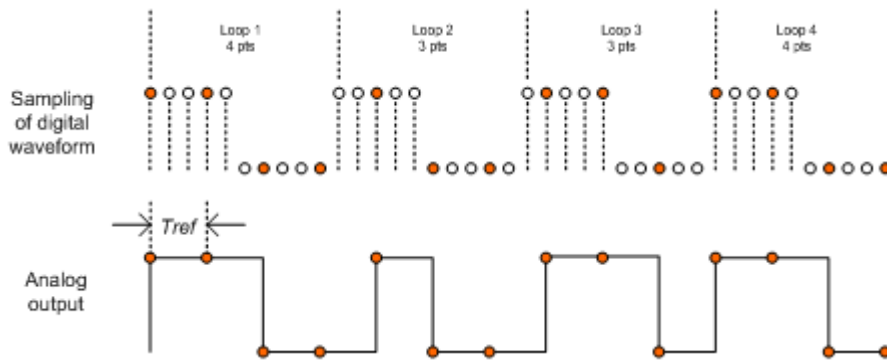 Loop 1
4 pts
Loop 2
3 pts
Loop 3
3 pts
Loop 4
4 pts
Sampling
of digital
waveform
Tref
Analog
output